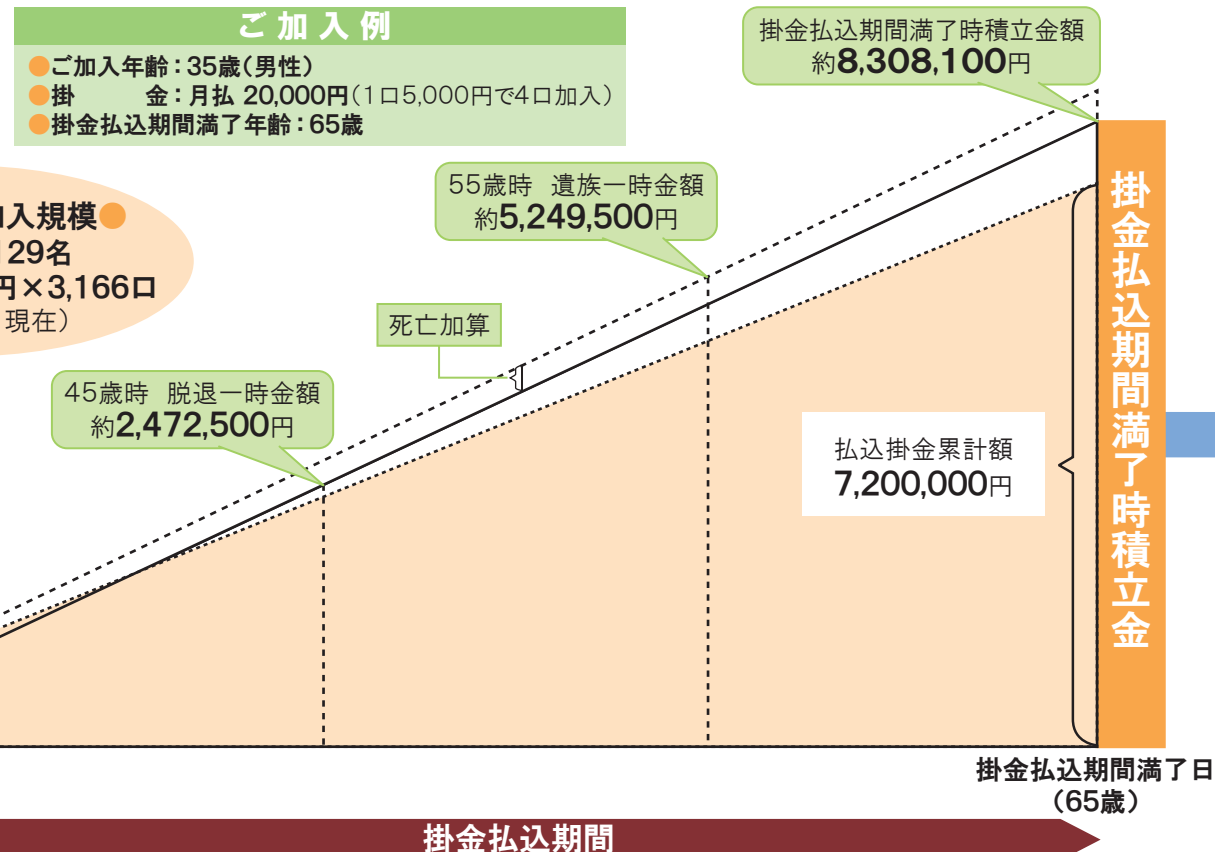 ご加入例
●ご加入年齢：35歳（男性）
●掛　　金：月払 20,000円（1口5,000円で4口加入）
●掛金払込期間満了年齢：65歳
掛金払込期間満了時積立金額
約8,308,100円
55歳時 遺族一時金額
約5,249,500円
入規模●
129名
円×3,166口
現在）
死亡加算
45歳時 脱退一時金額
約2,472,500円
払込掛金累計額
7,200,000円
掛金払込期間満了時積立金
掛金払込期間満了日
（65歳）
掛金払込期間